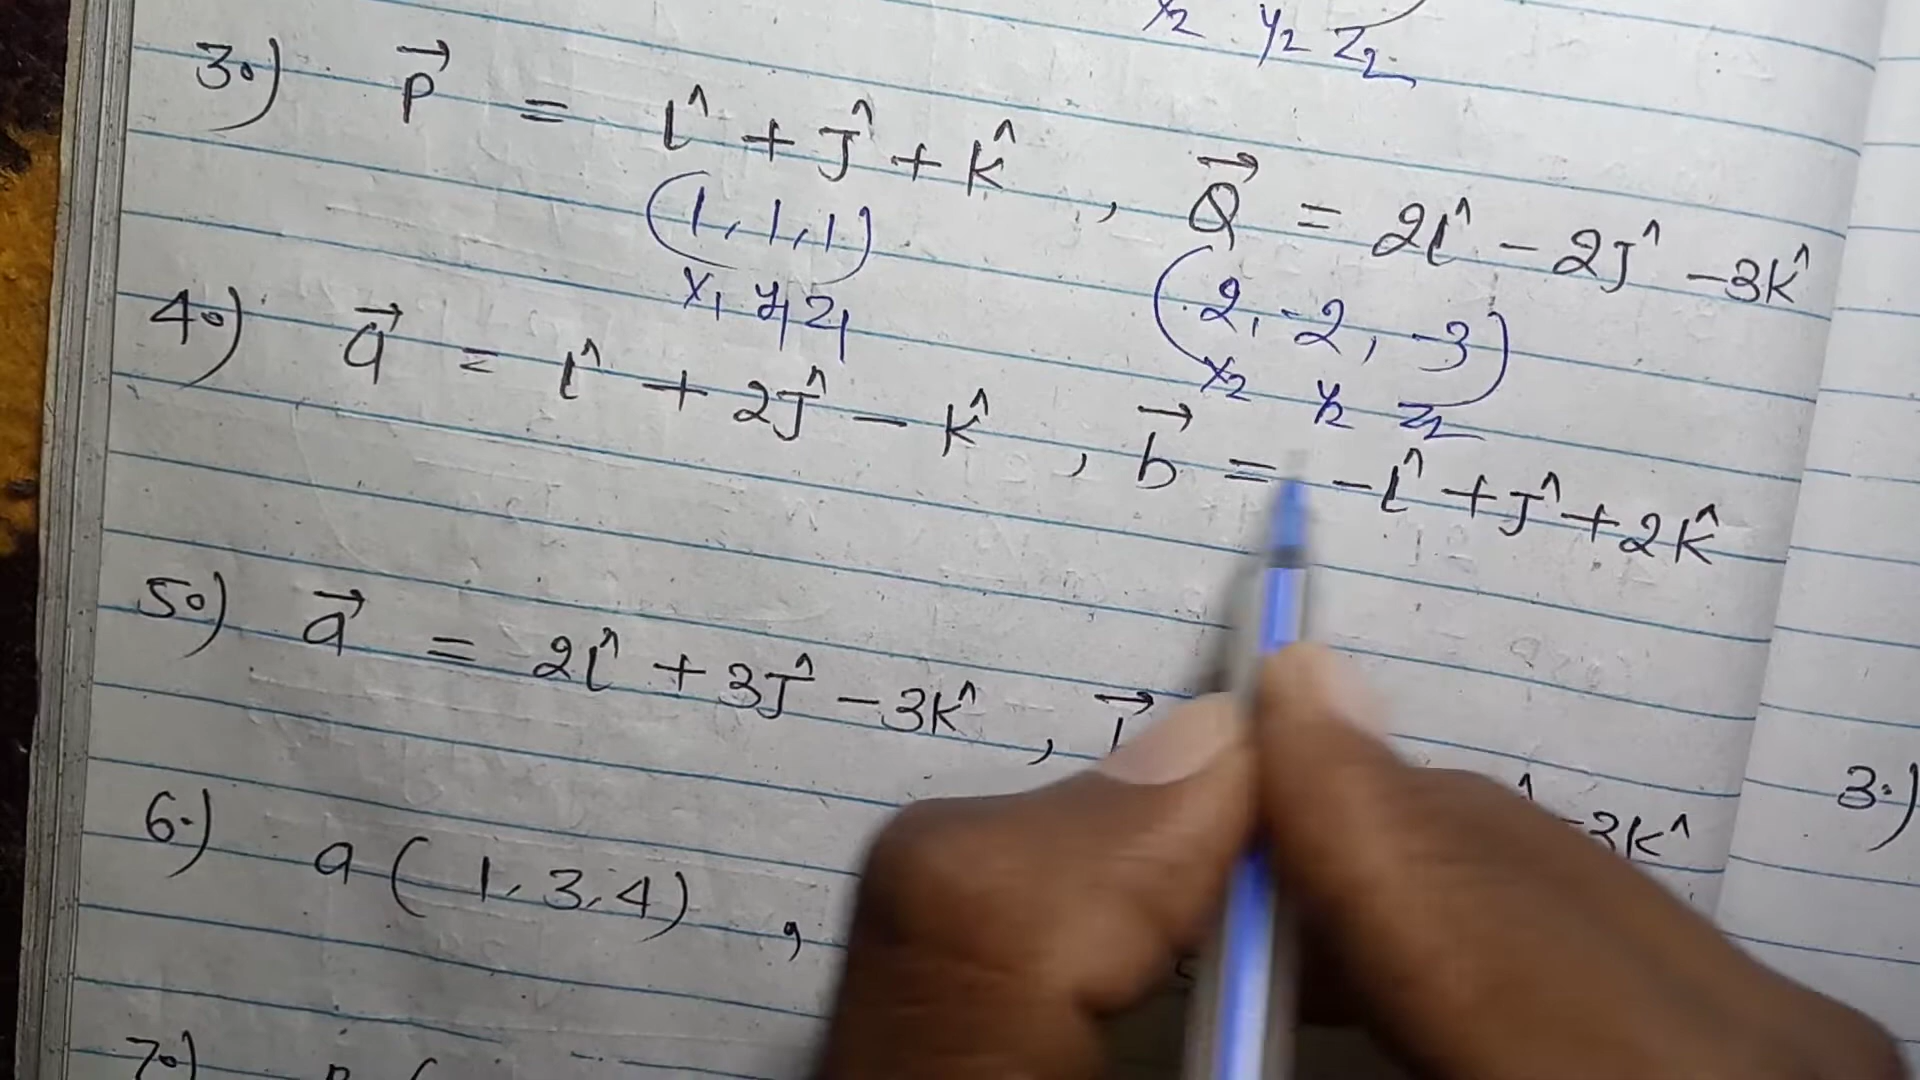 x₂ y₂ z₂
3.) p⃗ = î + ĵ + k̂ , Q⃗ = 2î − 2ĵ − 3k̂
(1, 1, 1) (2, −2, −3)
x₁ y₁ z₁ x₂ y₂ z₂
4.) a⃗ = î + 2ĵ − k̂ , b⃗ = −î + ĵ + 2k̂
5.) a⃗ = 2î + 3ĵ − 3k̂ , −3k̂
6.) a ( 1, 3, 4) ,
3.)
7.)